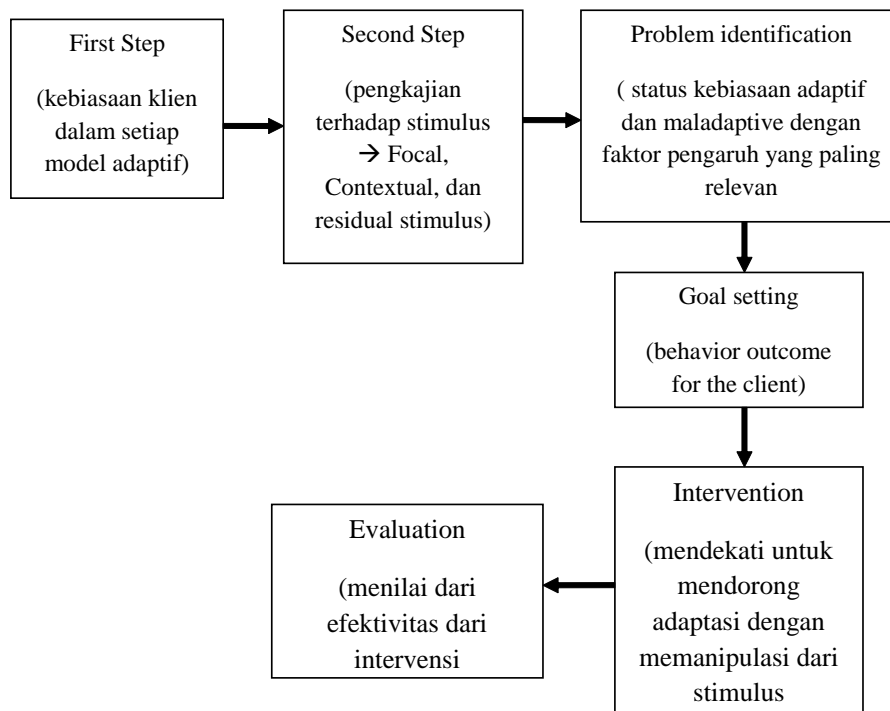 First Step
(kebiasaan klien
dalam setiap
model adaptif)
Second Step
(pengkajian
terhadap stimulus
→ Focal,
Contextual, dan
residual stimulus)
Problem identification
( status kebiasaan adaptif
dan maladaptive dengan
faktor pengaruh yang paling
relevan
Goal setting
(behavior outcome
for the client)
Intervention
(mendekati untuk
mendorong
adaptasi dengan
memanipulasi dari
stimulus
Evaluation
(menilai dari
efektivitas dari
intervensi